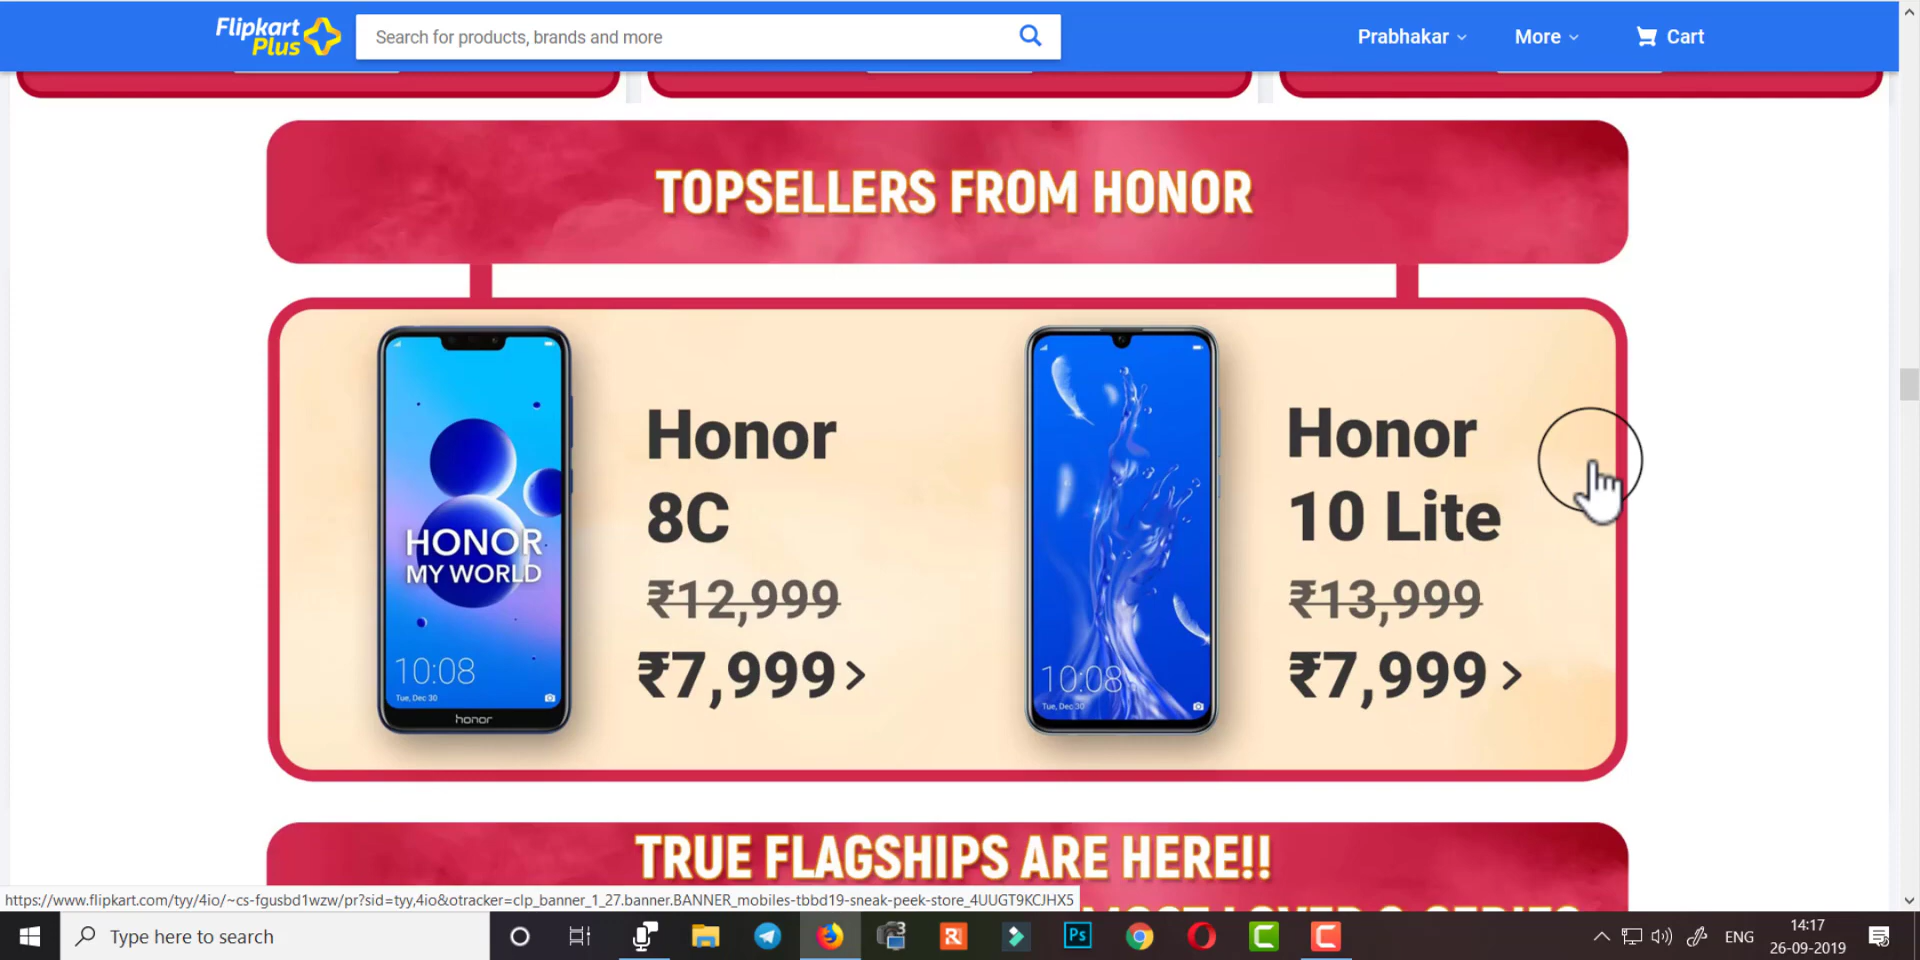 Flipkart
Plus
Search for products, brands and more
Prabhakar
More
Cart
TOPSELLERS FROM HONOR
HONOR
MY WORLD
10:08
Tue, Dec 30
honor
Honor
8C
₹12,999
₹7,999 >
10:08
Tue, Dec 30
Honor
10 Lite
₹13,999
₹7,999 >
TRUE FLAGSHIPS ARE HERE!!
https://www.flipkart.com/tyy/4io/~cs-fgusbd1wzw/pr?sid=tyy,4io&otracker=clp_banner_1_27.banner.BANNER_mobiles-tbbd19-sneak-peek-store_4UUGT9KCJHX5
Type here to search
3
Ps
ENG
14:17
26-09-2019